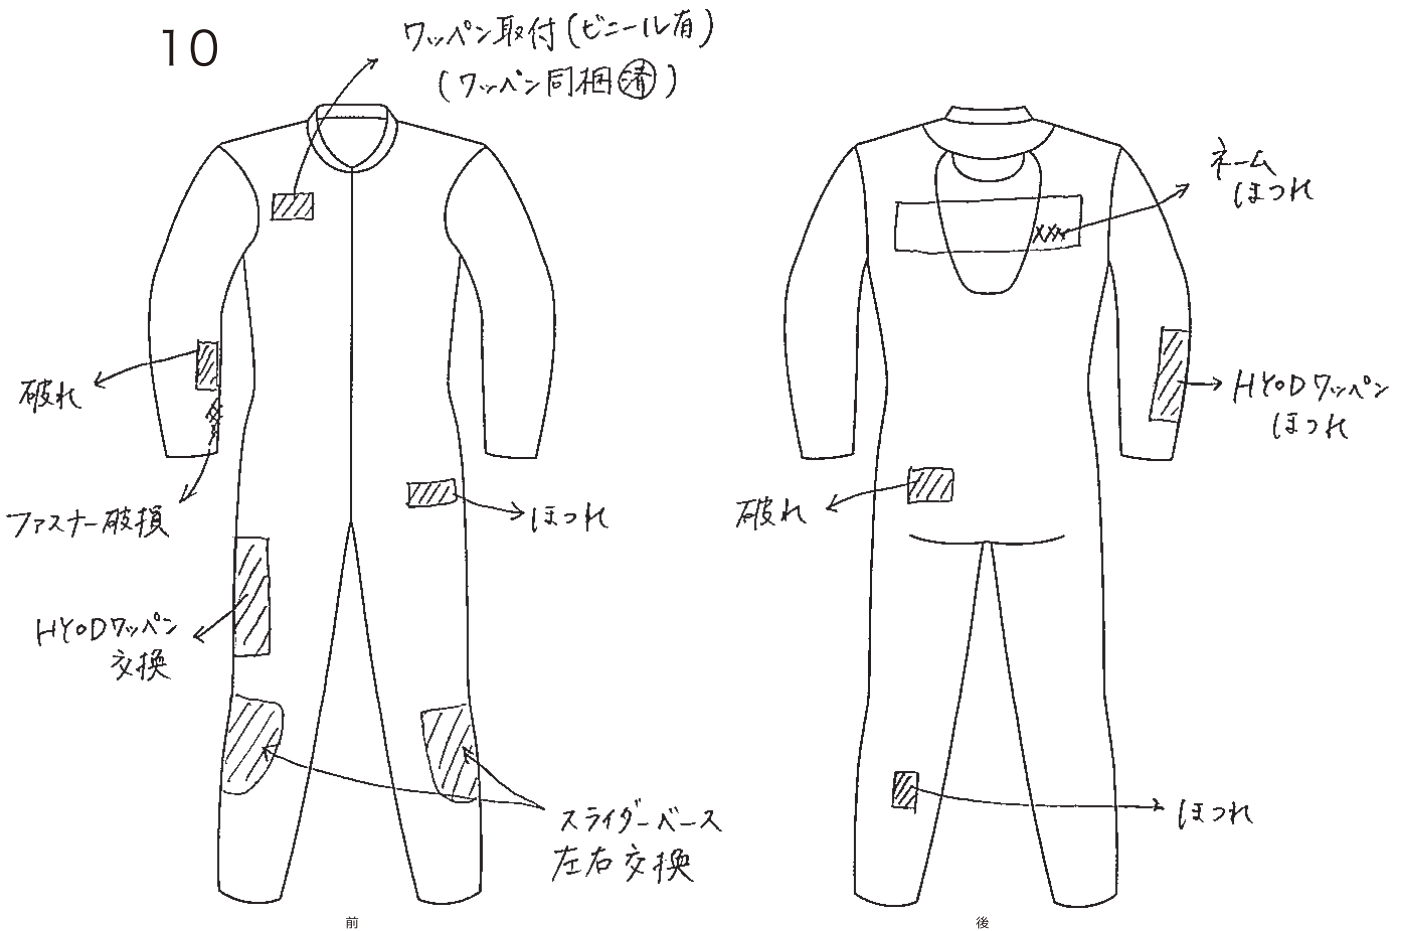 10
ワッペン取付(ビニール有)
(ワッペン同梱済)
破れ
ファスナー破損
HYODワッペン
交換
ほつれ
スライダーベース
左右交換
前
ネーム
ほつれ
HYODワッペン
ほつれ
破れ
ほつれ
後